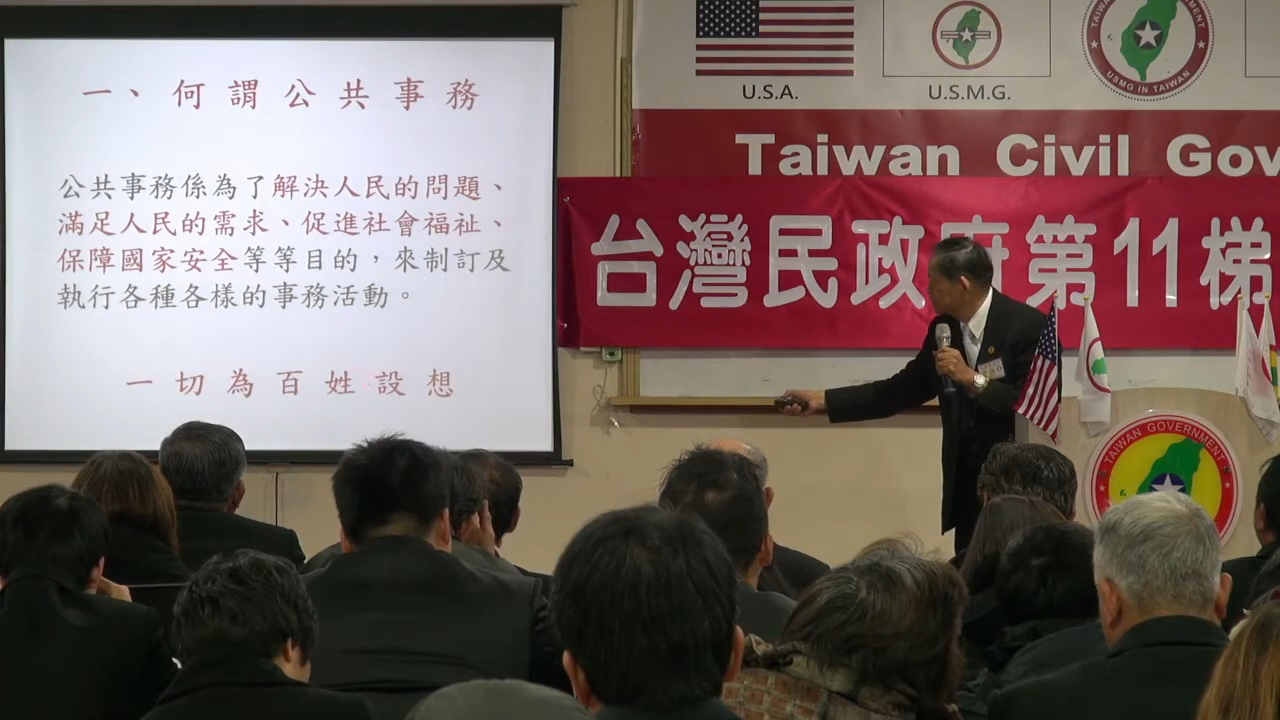 一、何謂公共事務
公共事務係為了解決人民的問題、
滿足人民的需求、促進社會福祉、
保障國家安全等等目的，來制訂及
執行各種各樣的事務活動。
一切為百姓設想
U.S.A.
U.S.M.G.
USMG IN TAIWAN
Taiwan Civil Gov
台灣民政府第11梯
TAIWAN GOVERNMENT